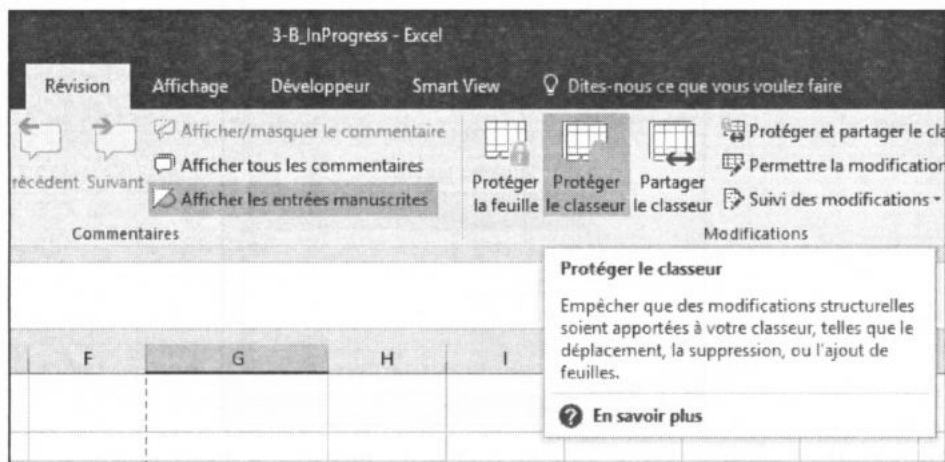 3-B_InProgress - Excel
Révision Affichage Développeur Smart View Dites-nous ce que vous voulez faire
Afficher/masquer le commentaire
Afficher tous les commentaires
Afficher les entrées manuscrites
récédent Suivant
Commentaires
Protéger la feuille
Protéger le classeur
Partager le classeur
Protéger et partager le cla
Permettre la modification
Suivi des modifications
Modifications
Protéger le classeur
Empêcher que des modifications structurelles
soient apportées à votre classeur, telles que le
déplacement, la suppression, ou l'ajout de
feuilles.
? En savoir plus
F G H I